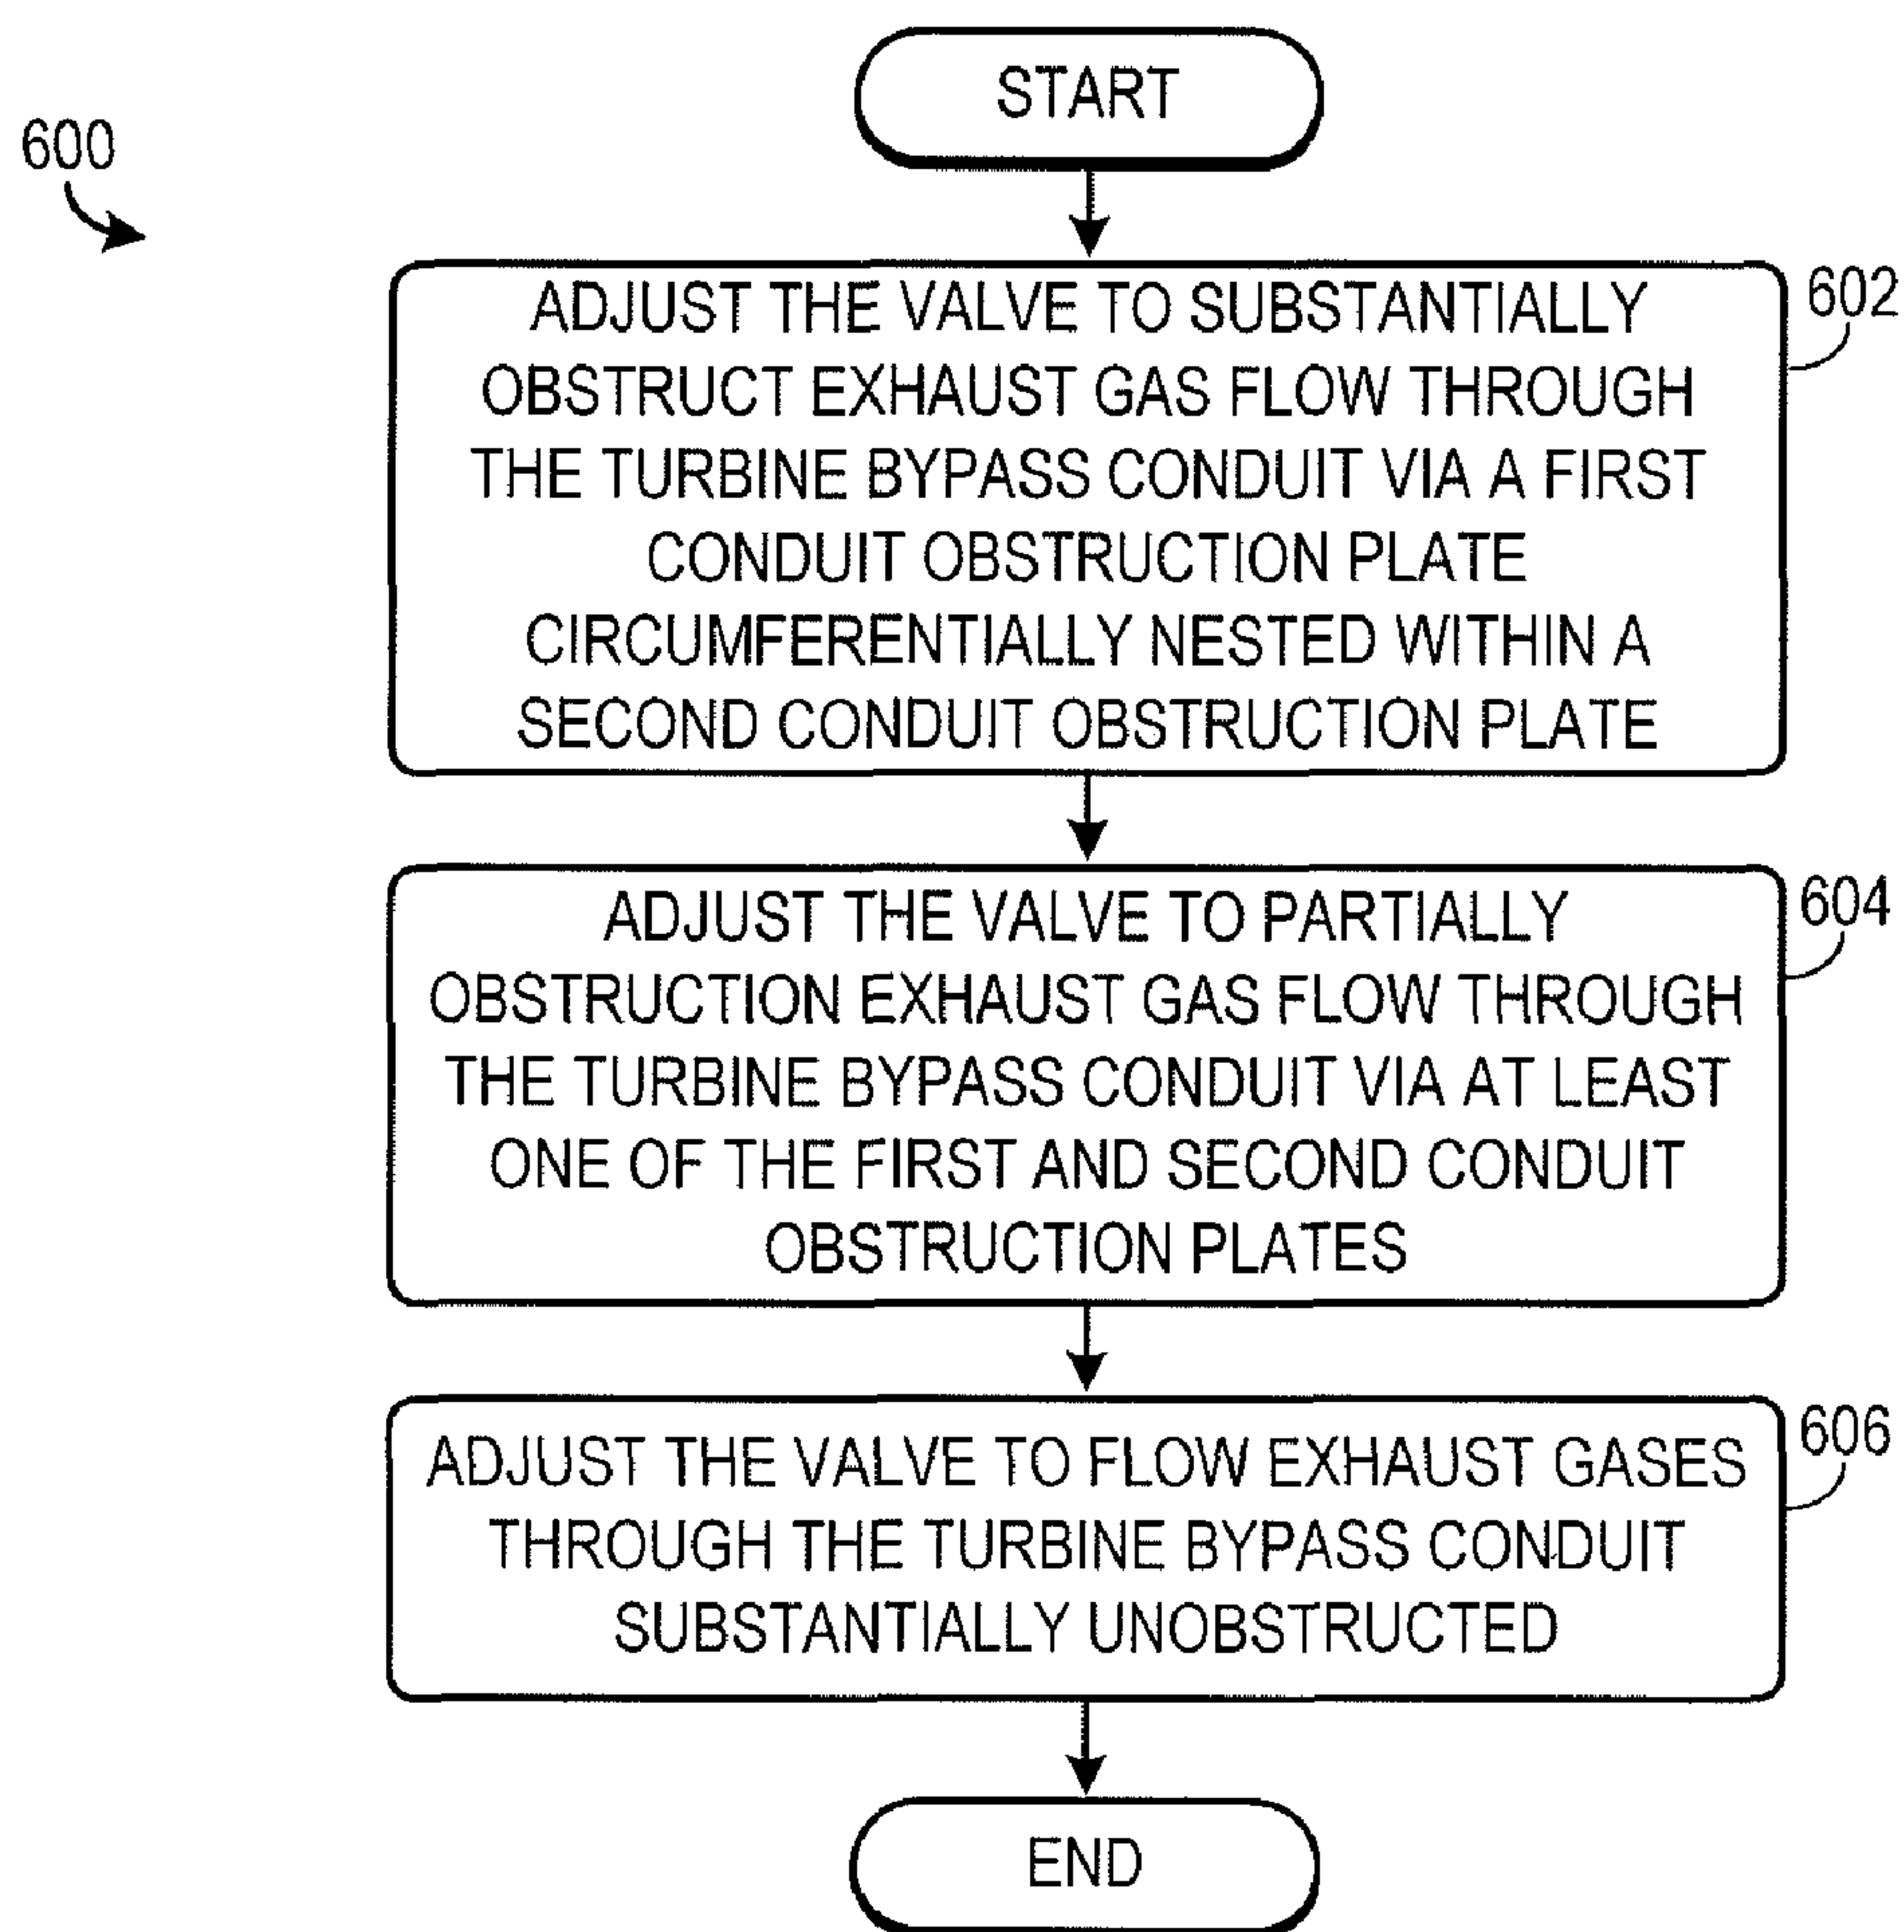 START
600
ADJUST THE VALVE TO SUBSTANTIALLY
OBSTRUCT EXHAUST GAS FLOW THROUGH
THE TURBINE BYPASS CONDUIT VIA A FIRST
CONDUIT OBSTRUCTION PLATE
CIRCUMFERENTIALLY NESTED WITHIN A
SECOND CONDUIT OBSTRUCTION PLATE
602
ADJUST THE VALVE TO PARTIALLY
OBSTRUCTION EXHAUST GAS FLOW THROUGH
THE TURBINE BYPASS CONDUIT VIA AT LEAST
ONE OF THE FIRST AND SECOND CONDUIT
OBSTRUCTION PLATES
604
ADJUST THE VALVE TO FLOW EXHAUST GASES
THROUGH THE TURBINE BYPASS CONDUIT
SUBSTANTIALLY UNOBSTRUCTED
606
END